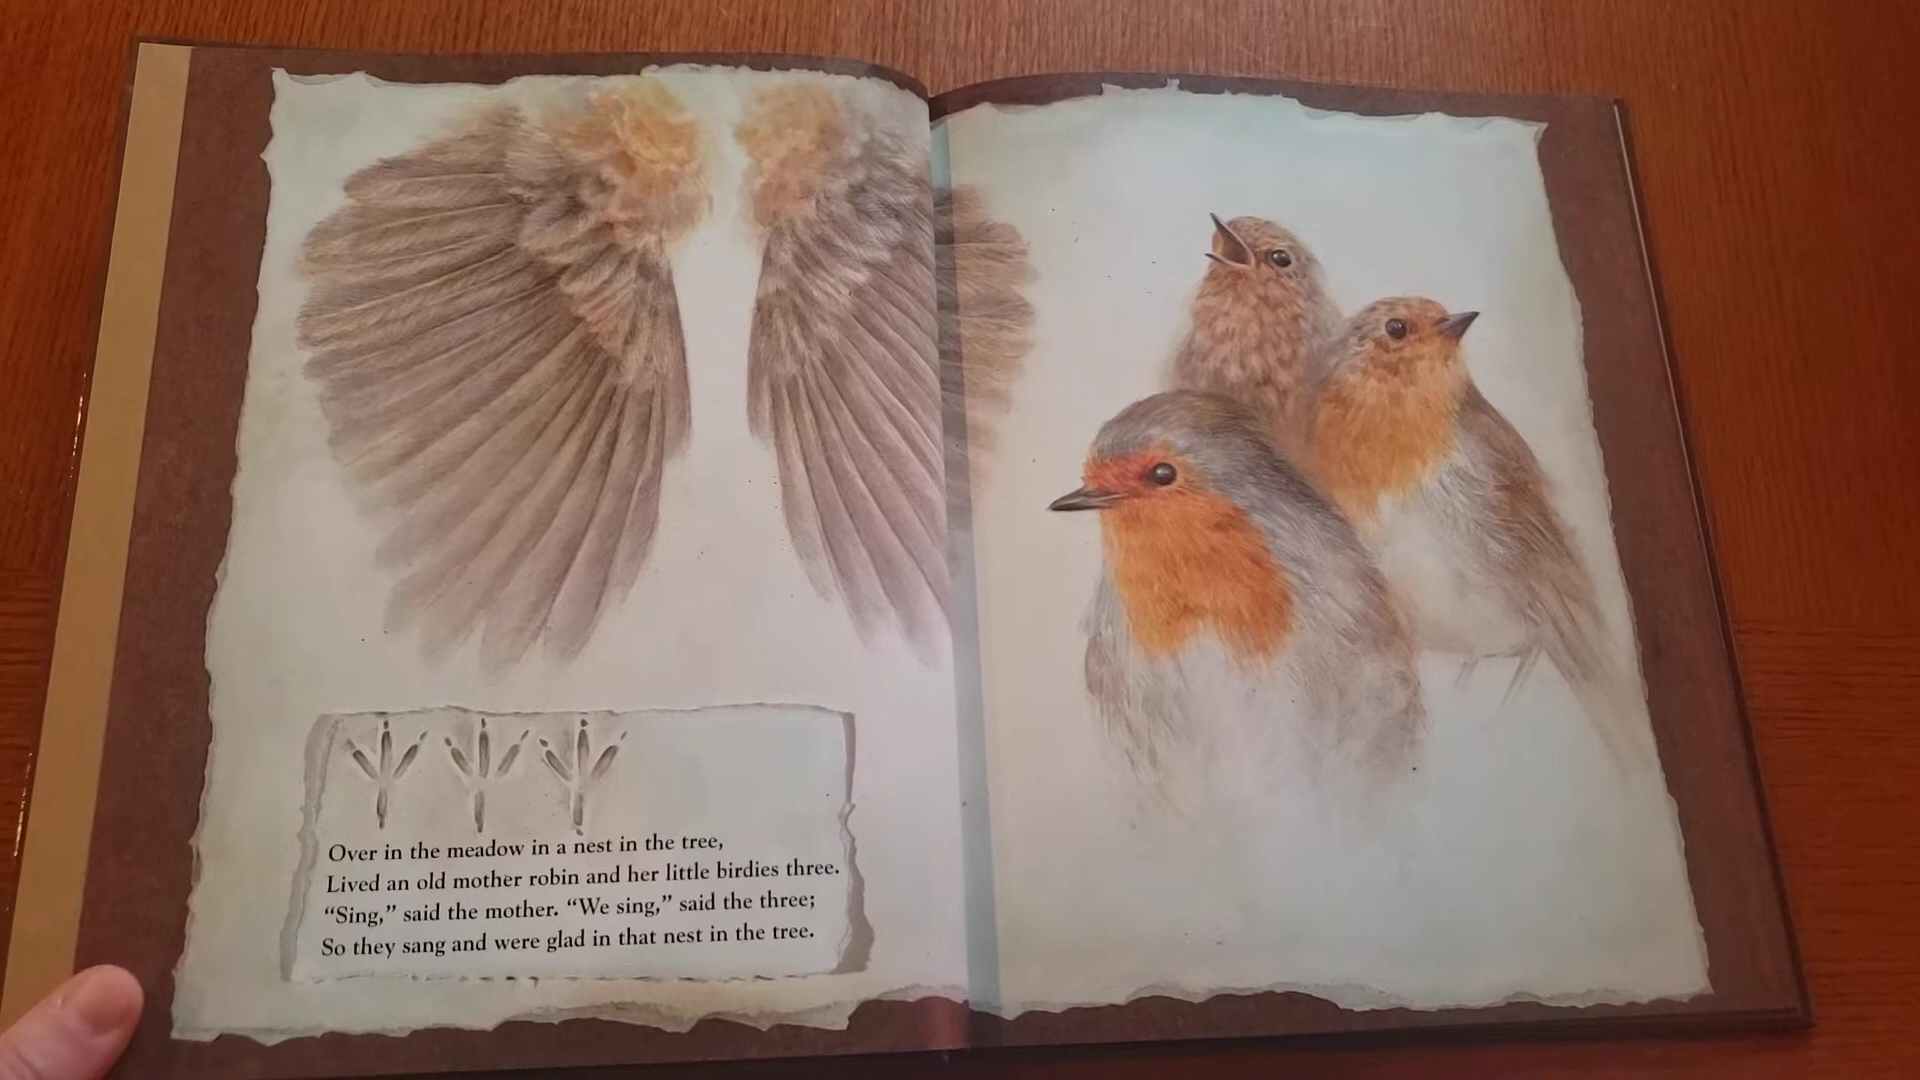 Over in the meadow in a nest in the tree,
Lived an old mother robin and her little birdies three.
“Sing,” said the mother. “We sing,” said the three;
So they sang and were glad in that nest in the tree.